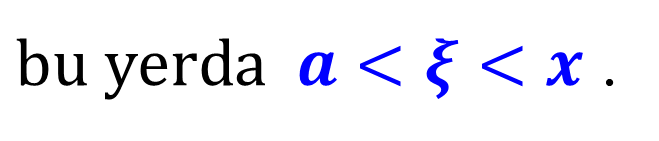 bu yerda a < ξ < x .